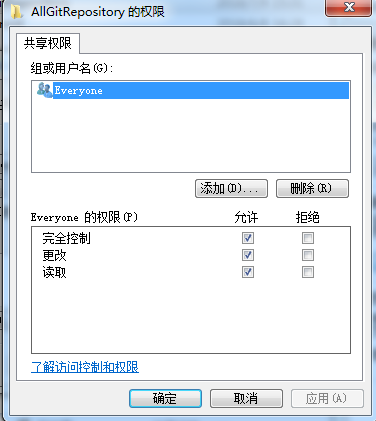 AllGitRepository 的权限
共享权限
组或用户名(G):
Everyone
添加(D)... 删除(R)
Everyone 的权限(P) 允许 拒绝
完全控制
更改
读取
了解访问控制和权限
确定 取消 应用(A)